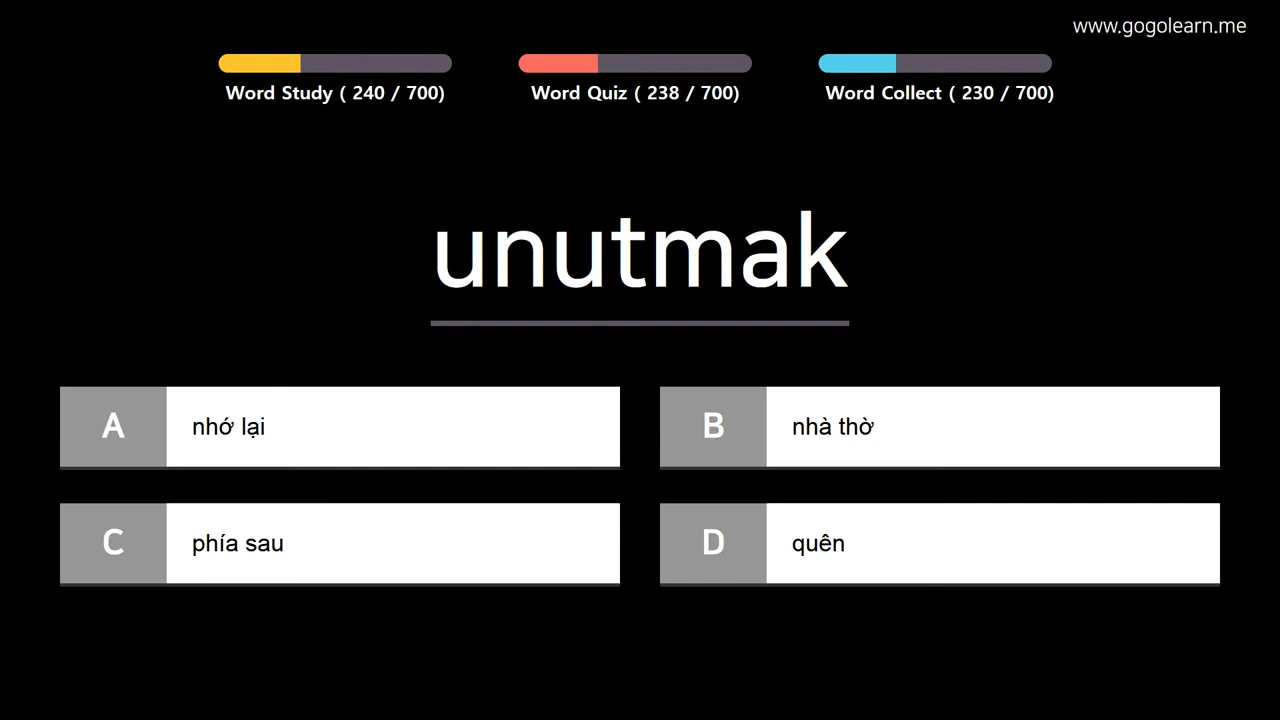 www.gogolearn.me
Word Study ( 240 / 700)
Word Quiz ( 238 / 700)
Word Collect ( 230 / 700)
unutmak
A nhớ lại
B nhà thờ
C phía sau
D quên